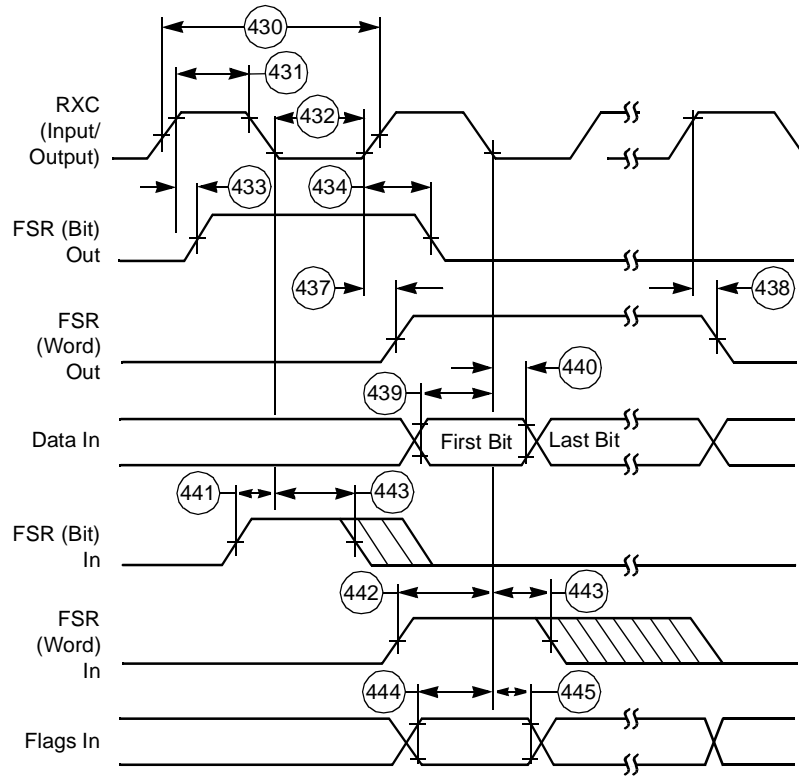 430
431
RXC
(Input/
Output)
432
433
434
FSR (Bit)
Out
437
438
FSR
(Word)
Out
440
439
Data In
First Bit
Last Bit
441
443
FSR (Bit)
In
442
443
FSR
(Word)
In
444
445
Flags In